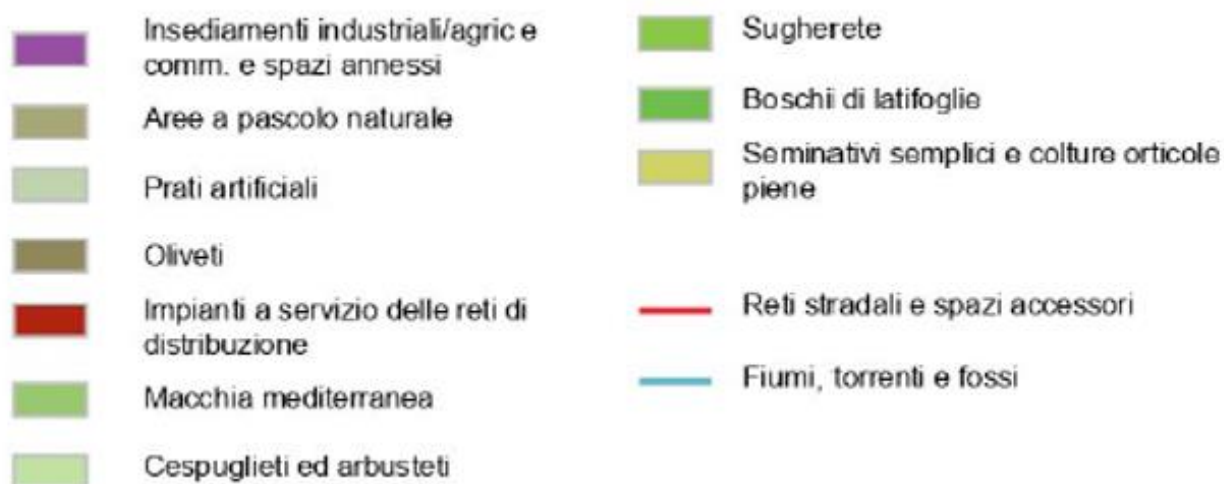 Insediamenti industriali/agric e
comm. e spazi annessi
Aree a pascolo naturale
Prati artificiali
Oliveti
Impianti a servizio delle reti di
distribuzione
Macchia mediterranea
Cespuglieti ed arbusteti
Sugherete
Boschii di latifoglie
Seminativi semplici e colture orticole
piene
Reti stradali e spazi accessori
Fiumi, torrenti e fossi